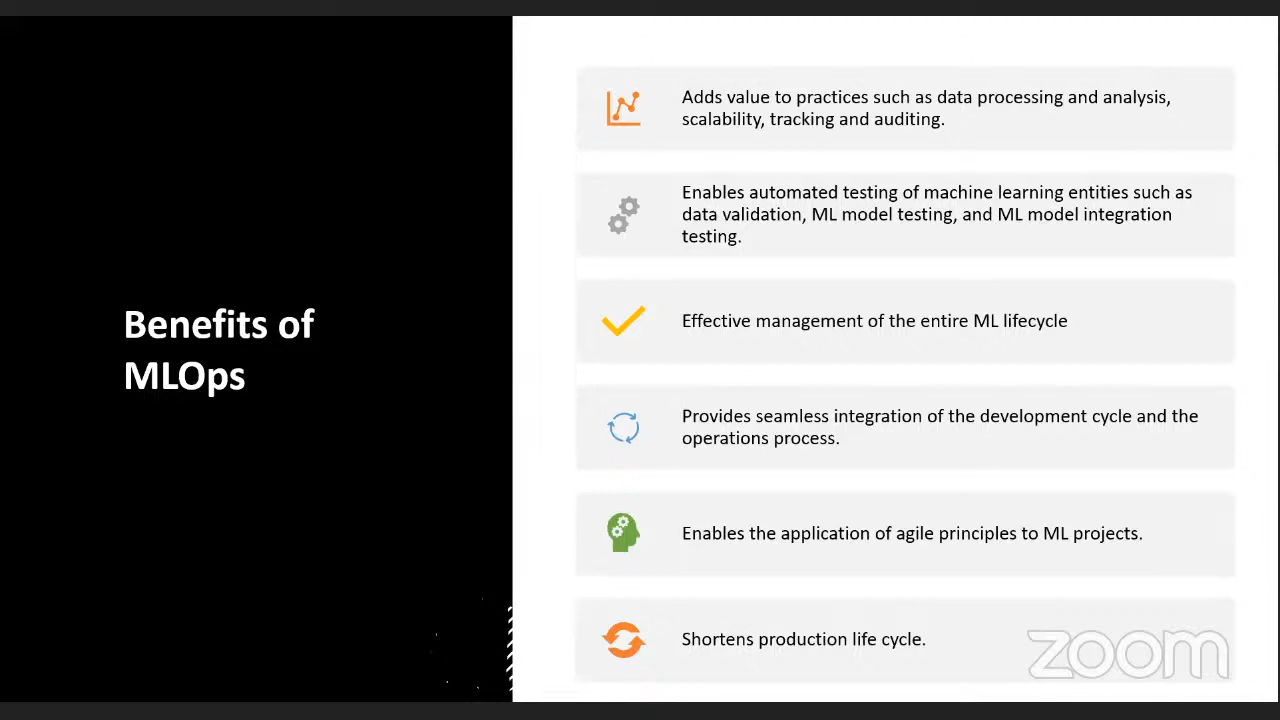 Benefits of
MLOps
Adds value to practices such as data processing and analysis,
scalability, tracking and auditing.
Enables automated testing of machine learning entities such as
data validation, ML model testing, and ML model integration
testing.
Effective management of the entire ML lifecycle
Provides seamless integration of the development cycle and the
operations process.
Enables the application of agile principles to ML projects.
Shortens production life cycle.
zoom